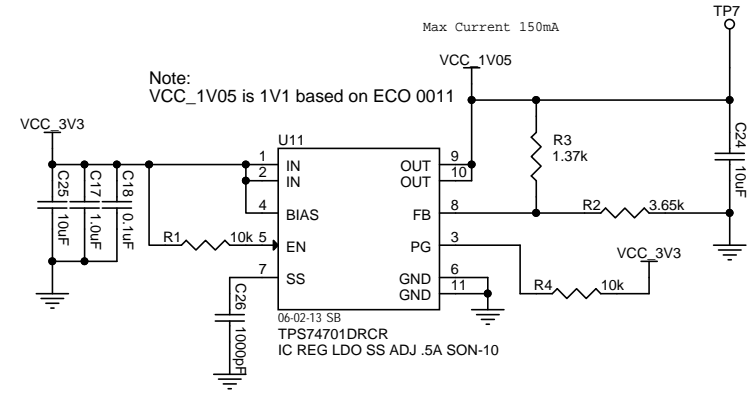 TP7
Max Current 150mA
VCC_1V05
Note:
VCC_1V05 is 1V1 based on ECO 0011
VCC_3V3
U11
1 IN
2 IN
4 BIAS
5 EN
7 SS
OUT 9
OUT 10
FB 8
PG 3
GND 6
GND 11
R3
1.37k
C24 10uF
C25 10uF
C17 1.0uF
C18 0.1uF
R1 10k
R2 3.65k
VCC_3V3
R4 10k
C26 1000pF
06-02-13 SB
TPS74701DRCR
IC REG LDO SS ADJ .5A SON-10